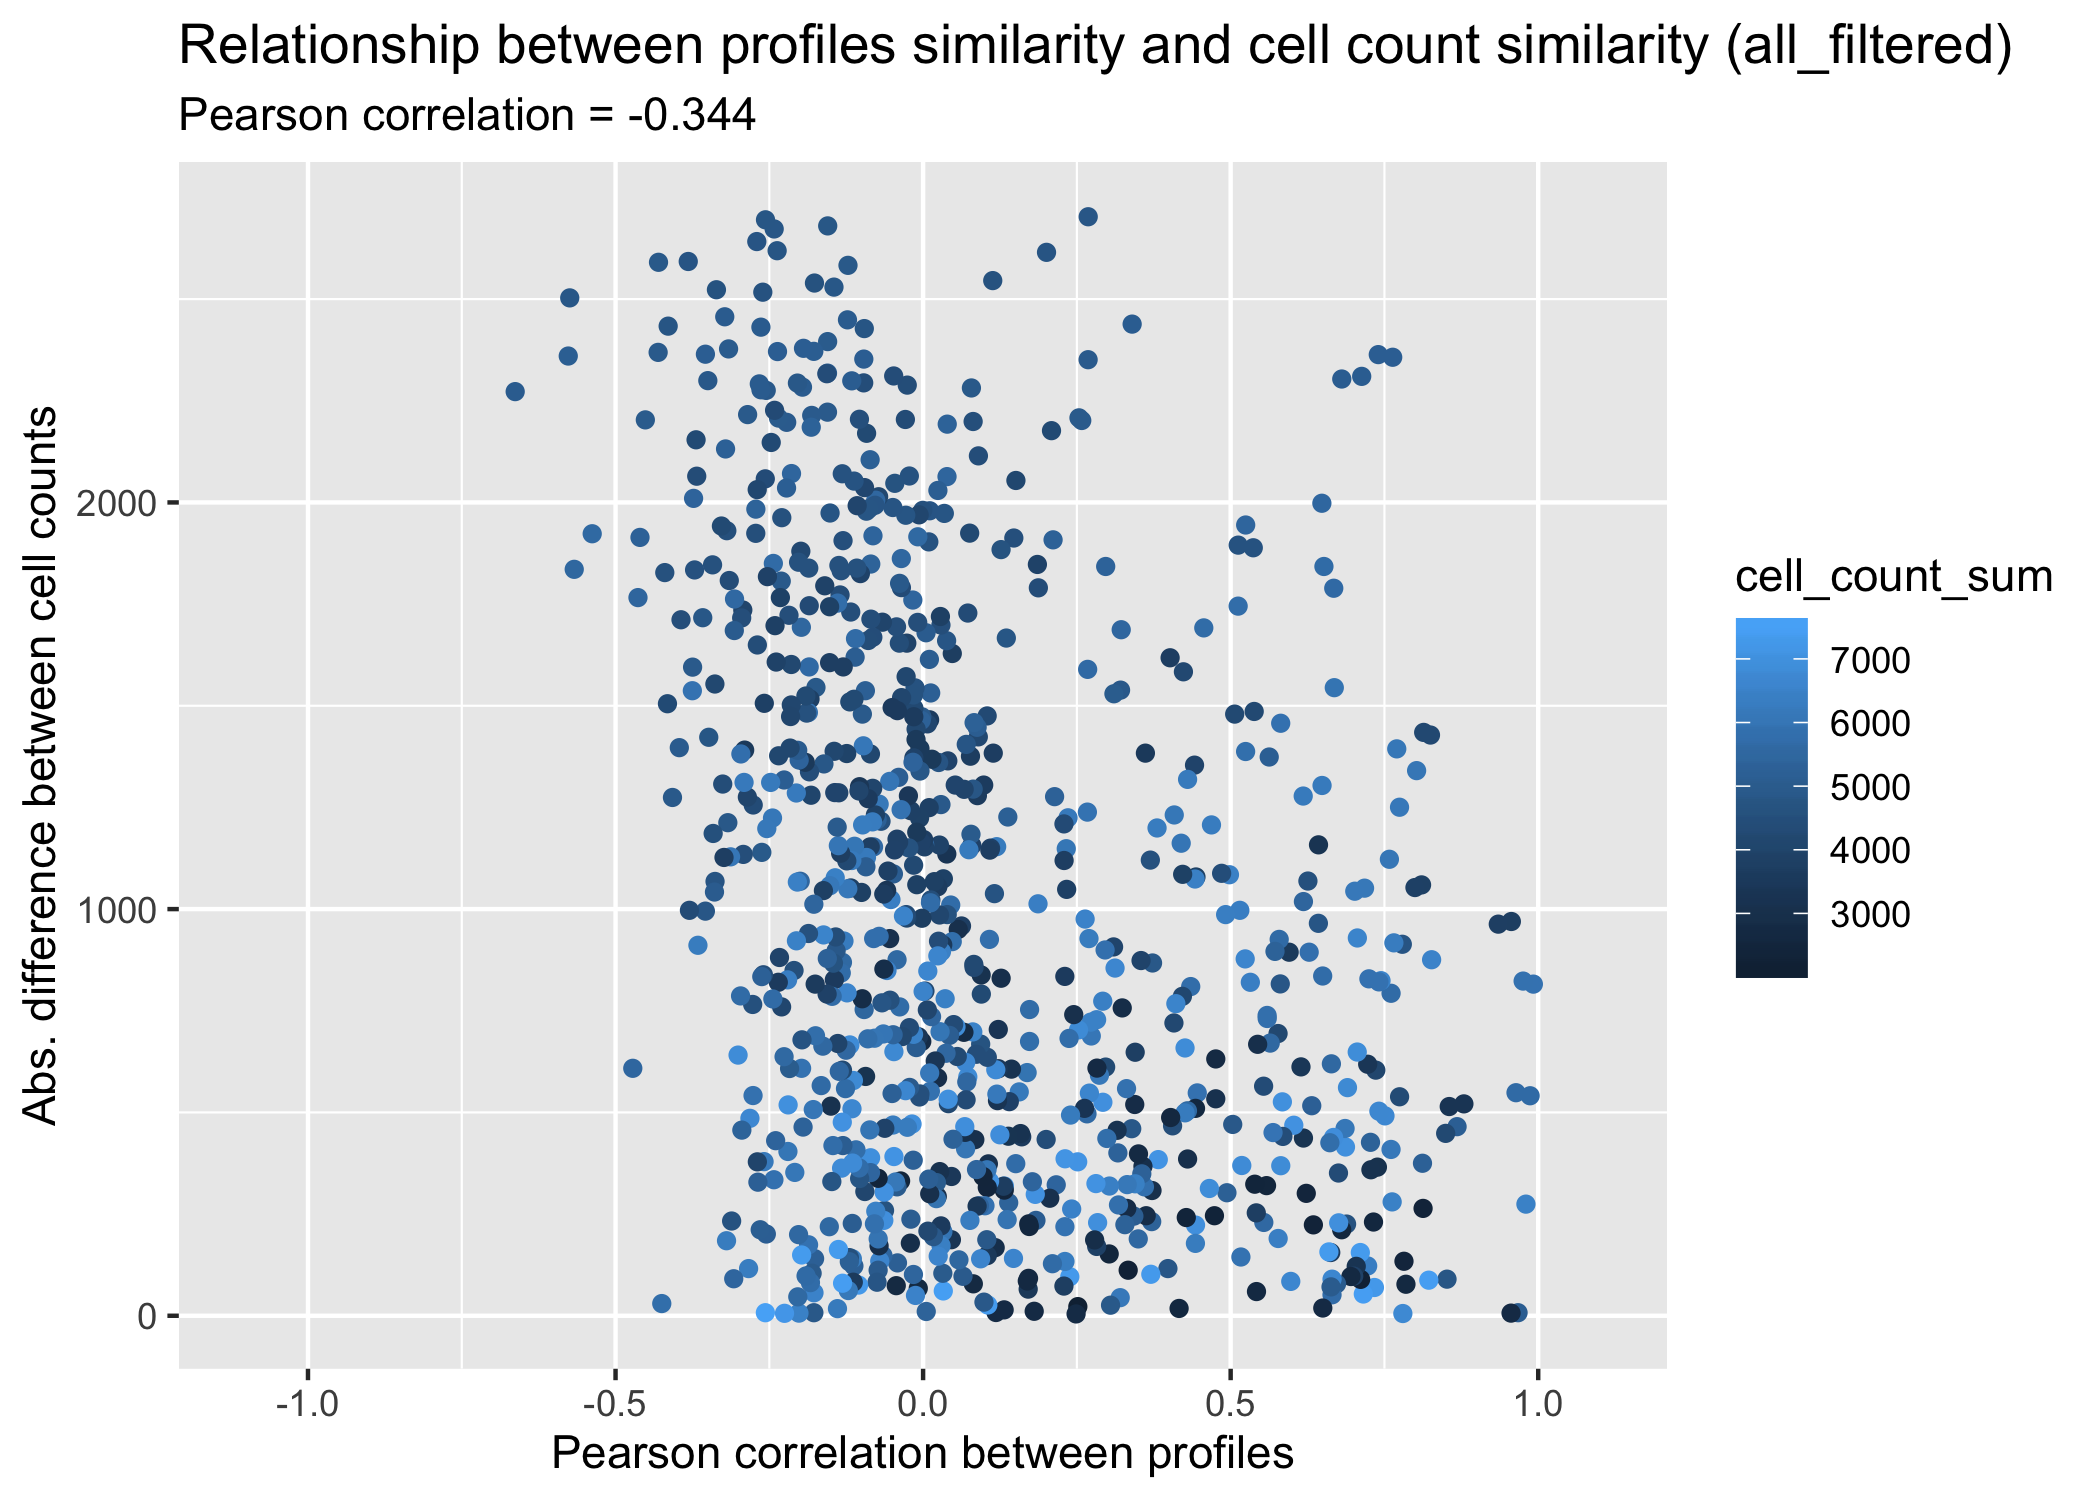 Relationship between profiles similarity and cell count similarity (all_filtered)
Pearson correlation = -0.344
Abs. difference between cell counts
2000
1000
0
-1.0
-0.5
0.0
0.5
1.0
Pearson correlation between profiles
cell_count_sum
7000
6000
5000
4000
3000